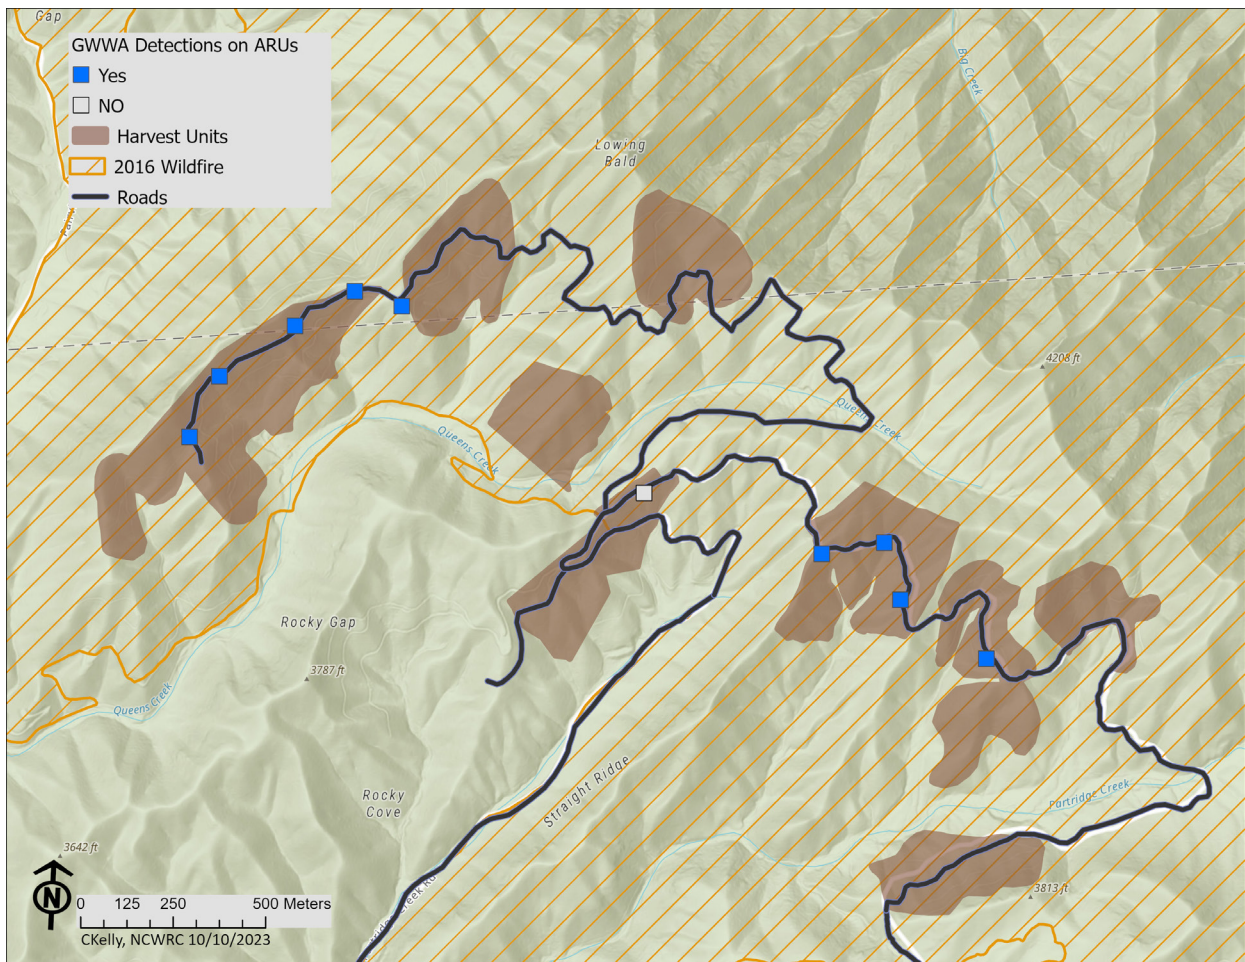 Gap
GWWA Detections on ARUs
Yes
NO
Harvest Units
2016 Wildfire
Roads
Big Creek
Lowing
Bald
4208 ft
Queens Creek
Queens Creek
Rocky Gap
3787 ft
Queens Creek
Rocky
Cove
Straight Ridge
Partridge Creek
3642 ft
3813 ft
N
0 125 250 500 Meters
CKelly, NCWRC 10/10/2023
Creek Rd